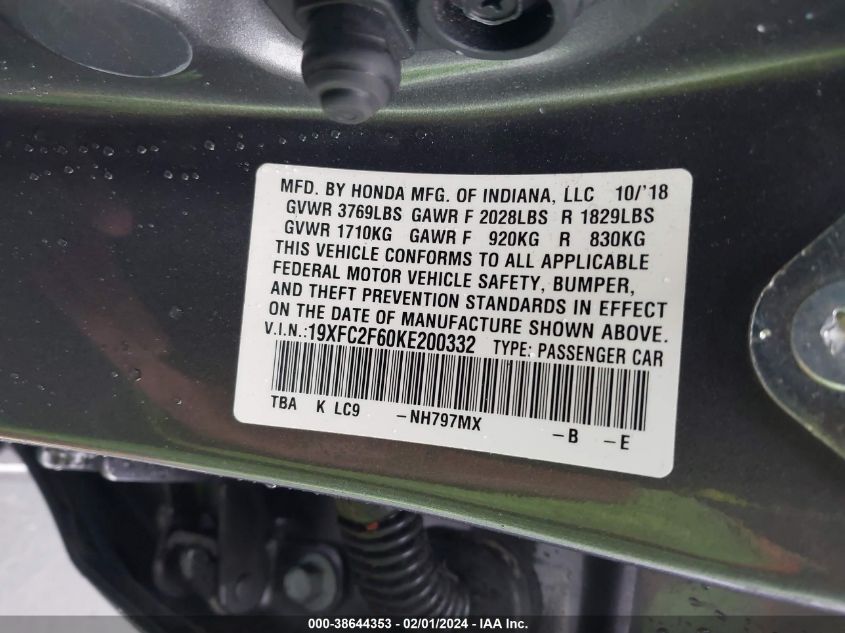 MFD. BY HONDA MFG. OF INDIANA, LLC 10/'18
GVWR 3769LBS GAWR F 2028LBS R 1829LBS
GVWR 1710KG GAWR F 920KG R 830KG
THIS VEHICLE CONFORMS TO ALL APPLICABLE
FEDERAL MOTOR VEHICLE SAFETY, BUMPER,
AND THEFT PREVENTION STANDARDS IN EFFECT
ON THE DATE OF MANUFACTURE SHOWN ABOVE.
V.I.N.:19XFC2F60KE200332 TYPE: PASSENGER CAR
TBA K LC9 -NH797MX -B -E
000-38644353 - 02/01/2024 - IAA Inc.